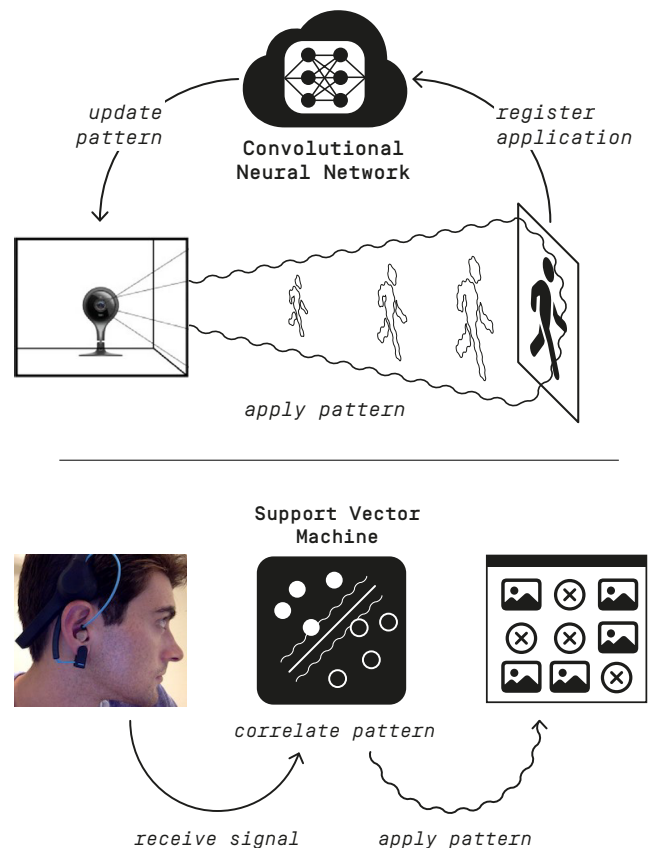 update
pattern
register
application
Convolutional
Neural Network
apply pattern
Support Vector
Machine
correlate pattern
receive signal
apply pattern